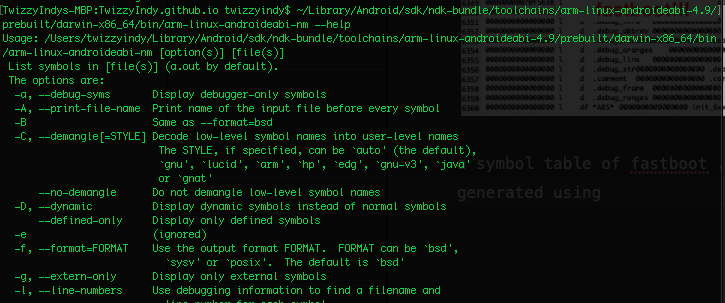 [TwizzyIndys-MBP:TwizzyIndy.github.io twizzyindy$ ~/Library/Android/sdk/ndk-bundle/toolchains/arm-linux-androideabi-4.9/]
prebuilt/darwin-x86_64/bin/arm-linux-androideabi-nm --help
Usage: /Users/twizzyindy/Library/Android/sdk/ndk-bundle/toolchains/arm-linux-androideabi-4.9/prebuilt/darwin-x86_64/bin
/arm-linux-androideabi-nm [option(s)] [file(s)]
List symbols in [file(s)] (a.out by default).
The options are:
-a, --debug-syms Display debugger-only symbols
-A, --print-file-name Print name of the input file before every symbol
-B Same as --format=bsd
-C, --demangle[=STYLE] Decode low-level symbol names into user-level names
The STYLE, if specified, can be `auto' (the default),
`gnu', `lucid', `arm', `hp', `edg', `gnu-v3', `java'
or `gnat'
--no-demangle Do not demangle low-level symbol names
-D, --dynamic Display dynamic symbols instead of normal symbols
--defined-only Display only defined symbols
-e (ignored)
-f, --format=FORMAT Use the output format FORMAT. FORMAT can be `bsd',
`sysv' or `posix'. The default is `bsd'
-g, --extern-only Display only external symbols
-l, --line-numbers Use debugging information to find a filename and
.debug_line
.comment
.debug_frame
.debug_ranges
symbol table of fastboot
generated using